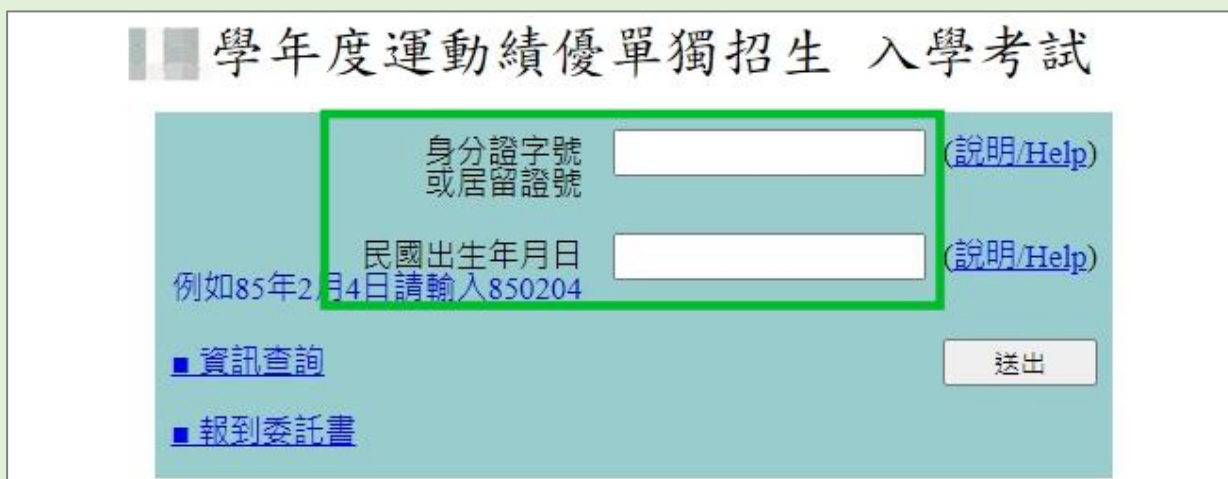 學年度運動績優單獨招生 入學考試
身分證字號
或居留證號
(說明/Help)
民國出生年月日
(說明/Help)
例如85年2月4日請輸入850204
■ 資訊查詢
送出
■ 報到委託書